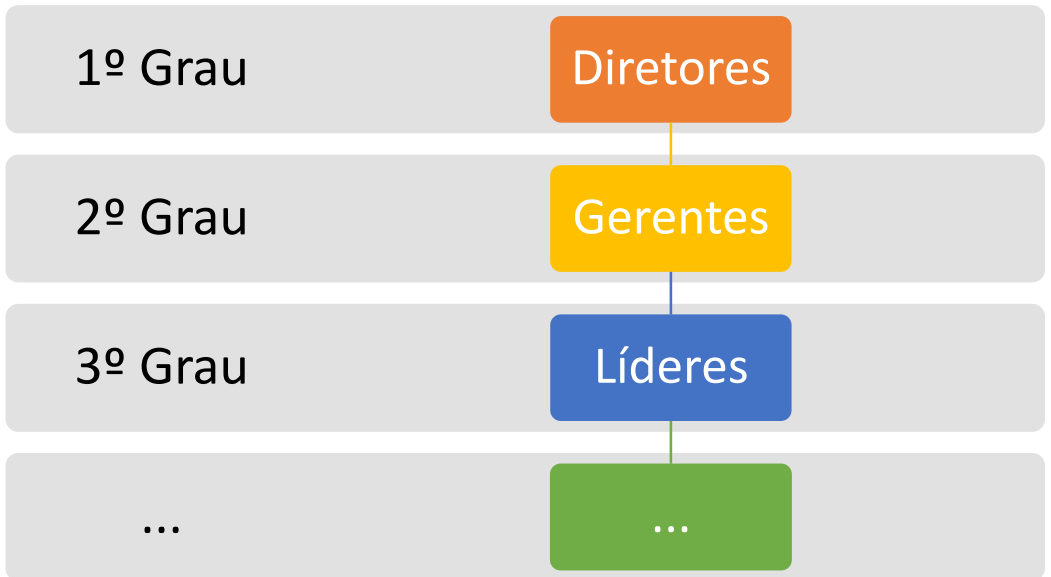 1º Grau
Diretores
2º Grau
Gerentes
3º Grau
Líderes
...
...